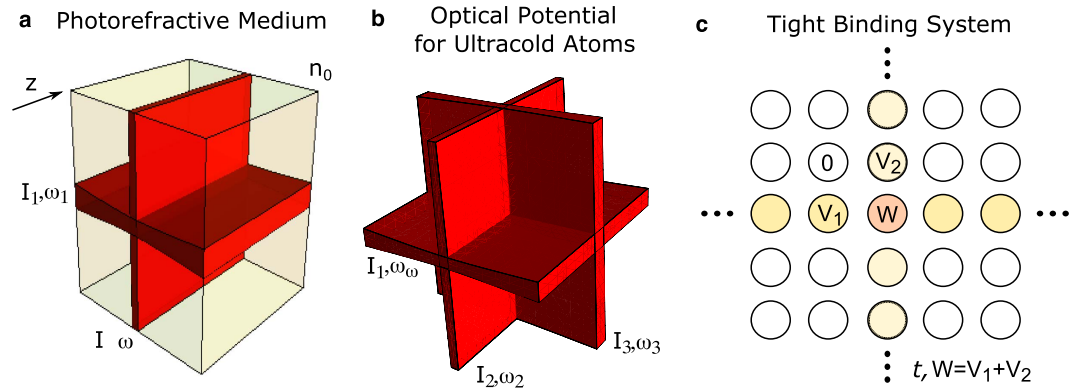 a Photorefractive Medium
z
n₀
I₁,ω₁
I ω
b Optical Potential
for Ultracold Atoms
I₁,ω_ω
I₂,ω₂
I₃,ω₃
c Tight Binding System
0 V₂
V₁ W
t, W=V₁+V₂